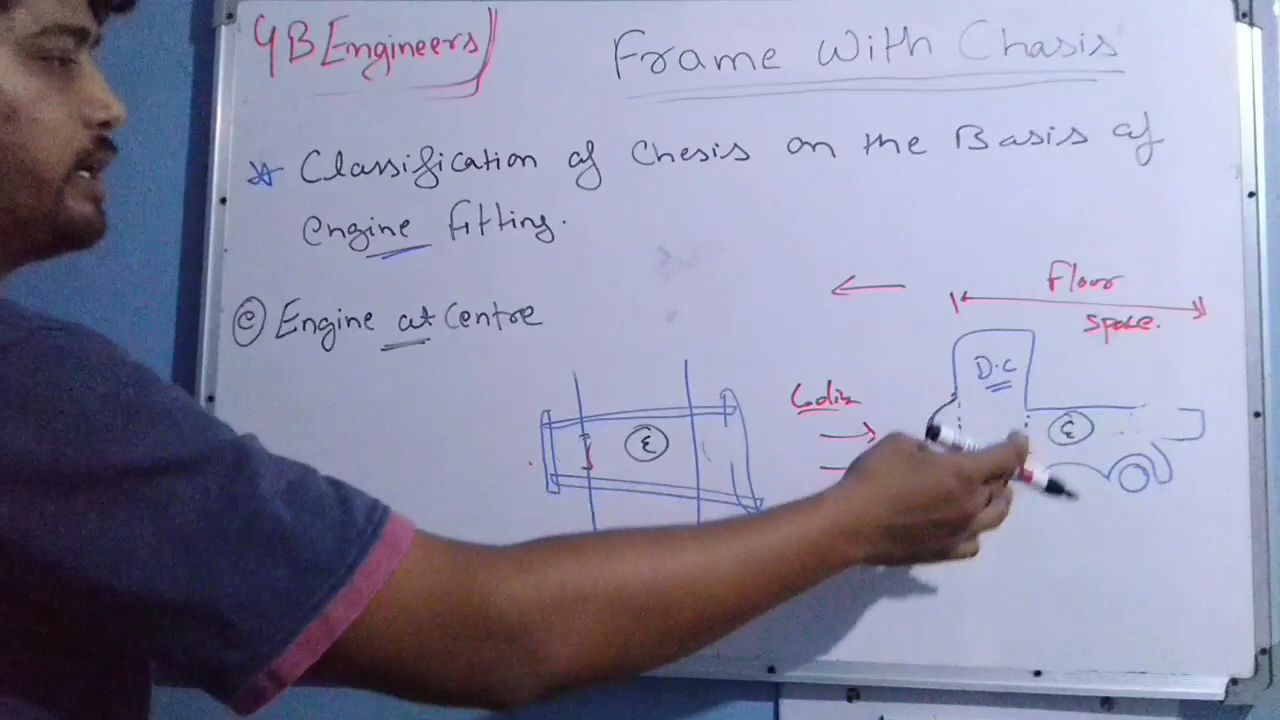 GB Engineers
Frame With Chasis
Classification of Chesis on the Basis of
engine fitting.
Floor
space.
ⓔ Engine at Centre
D.C
ε
ε